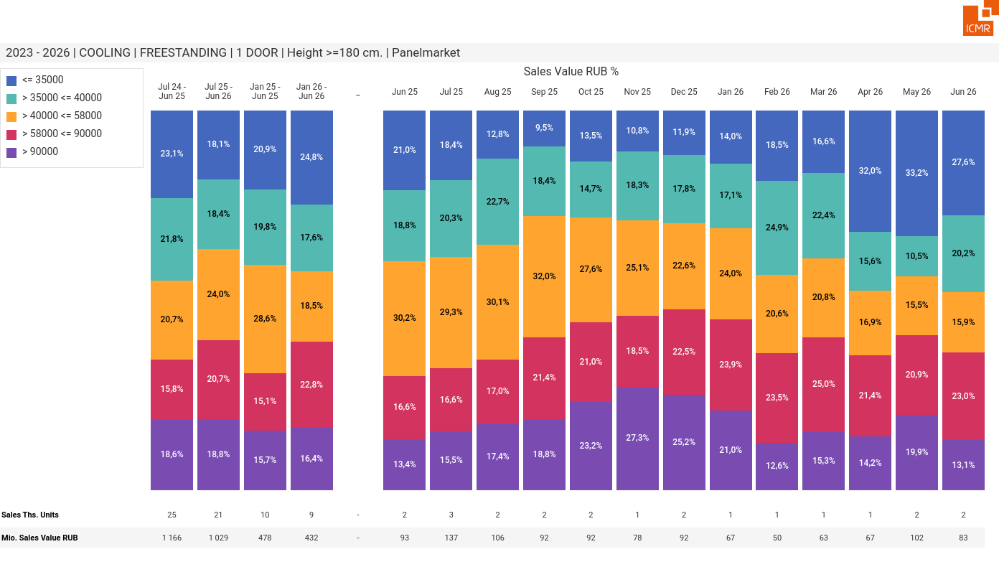 ICMR
2023 - 2026 | COOLING | FREESTANDING | 1 DOOR | Height >=180 cm. | Panelmarket
<= 35000
> 35000 <= 40000
> 40000 <= 58000
> 58000 <= 90000
> 90000
Sales Value RUB %
Jul 24 - Jun 25 Jul 25 - Jun 26 Jan 25 - Jun 25 Jan 26 - Jun 26 – Jun 25 Jul 25 Aug 25 Sep 25 Oct 25 Nov 25 Dec 25 Jan 26 Feb 26 Mar 26 Apr 26 May 26 Jun 26
23,1% 18,1% 20,9% 24,8% 21,0% 18,4% 12,8% 9,5% 13,5% 10,8% 11,9% 14,0% 18,5% 16,6% 32,0% 33,2% 27,6%
21,8% 18,4% 19,8% 17,6% 18,8% 20,3% 22,7% 18,4% 14,7% 18,3% 17,8% 17,1% 24,9% 22,4% 15,6% 10,5% 20,2%
20,7% 24,0% 28,6% 18,5% 30,2% 29,3% 30,1% 32,0% 27,6% 25,1% 22,6% 24,0% 20,6% 20,8% 16,9% 15,5% 15,9%
15,8% 20,7% 15,1% 22,8% 16,6% 16,6% 17,0% 21,4% 21,0% 18,5% 22,5% 23,9% 23,5% 25,0% 21,4% 20,9% 23,0%
18,6% 18,8% 15,7% 16,4% 13,4% 15,5% 17,4% 18,8% 23,2% 27,3% 25,2% 21,0% 12,6% 15,3% 14,2% 19,9% 13,1%
Sales Ths. Units 25 21 10 9 - 2 3 2 2 2 1 2 1 1 1 1 2 2
Mio. Sales Value RUB 1 166 1 029 478 432 - 93 137 106 92 92 78 92 67 50 63 67 102 83